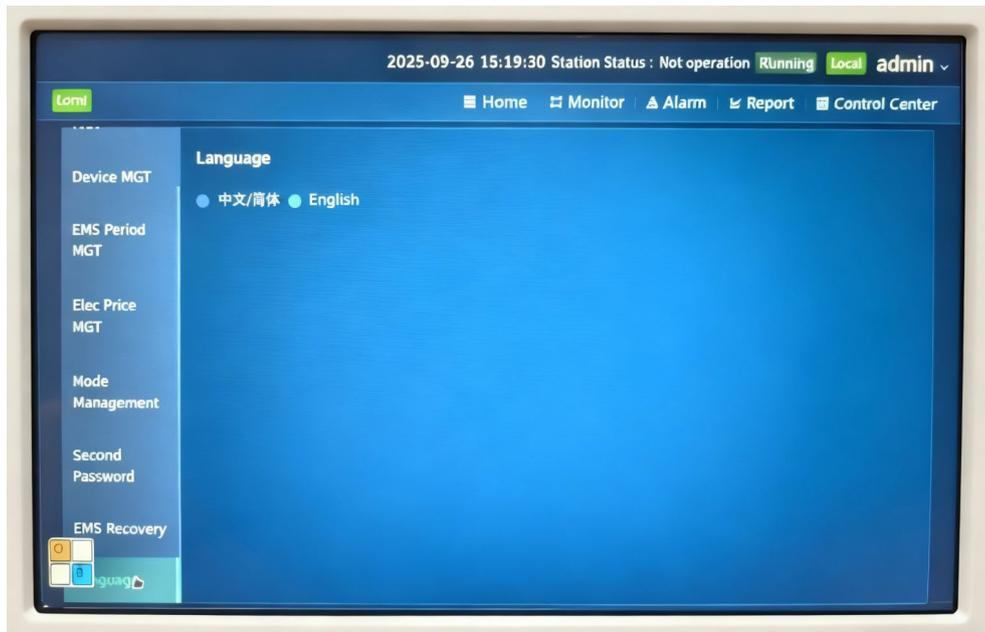 2025-09-26 15:19:30 Station Status : Not operation Running Local admin
Home Monitor Alarm Report Control Center
Device MGT
EMS Period
MGT
Elec Price
MGT
Mode
Management
Second
Password
EMS Recovery
Language
中文/简体 English